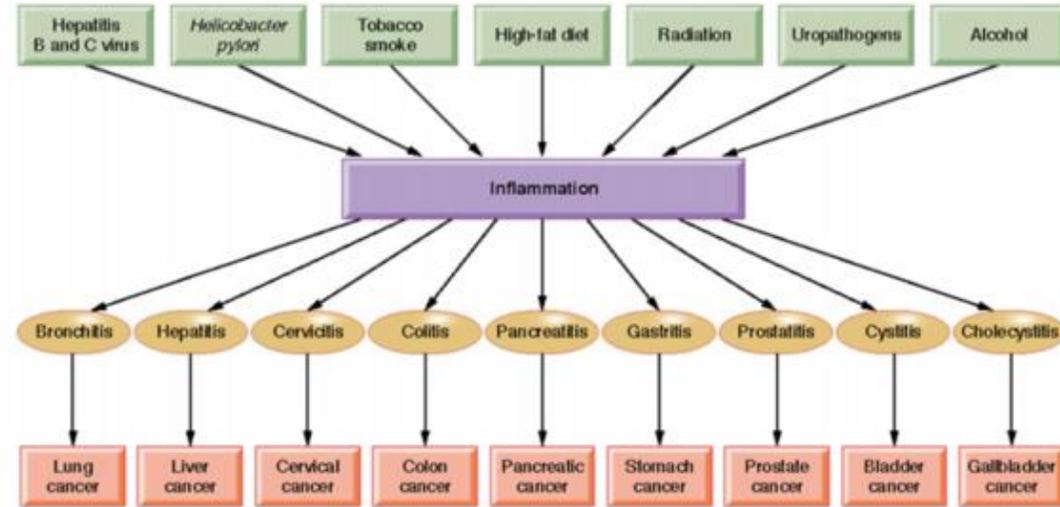 Hepatitis
B and C virus
Helicobacter
pylori
Tobacco
smoke
High-fat diet
Radiation
Uropathogens
Alcohol
Inflammation
Bronchitis
Hepatitis
Cervicitis
Colitis
Pancreatitis
Gastritis
Prostatitis
Cystitis
Cholecystitis
Lung
cancer
Liver
cancer
Cervical
cancer
Colon
cancer
Pancreatic
cancer
Stomach
cancer
Prostate
cancer
Bladder
cancer
Gallbladder
cancer